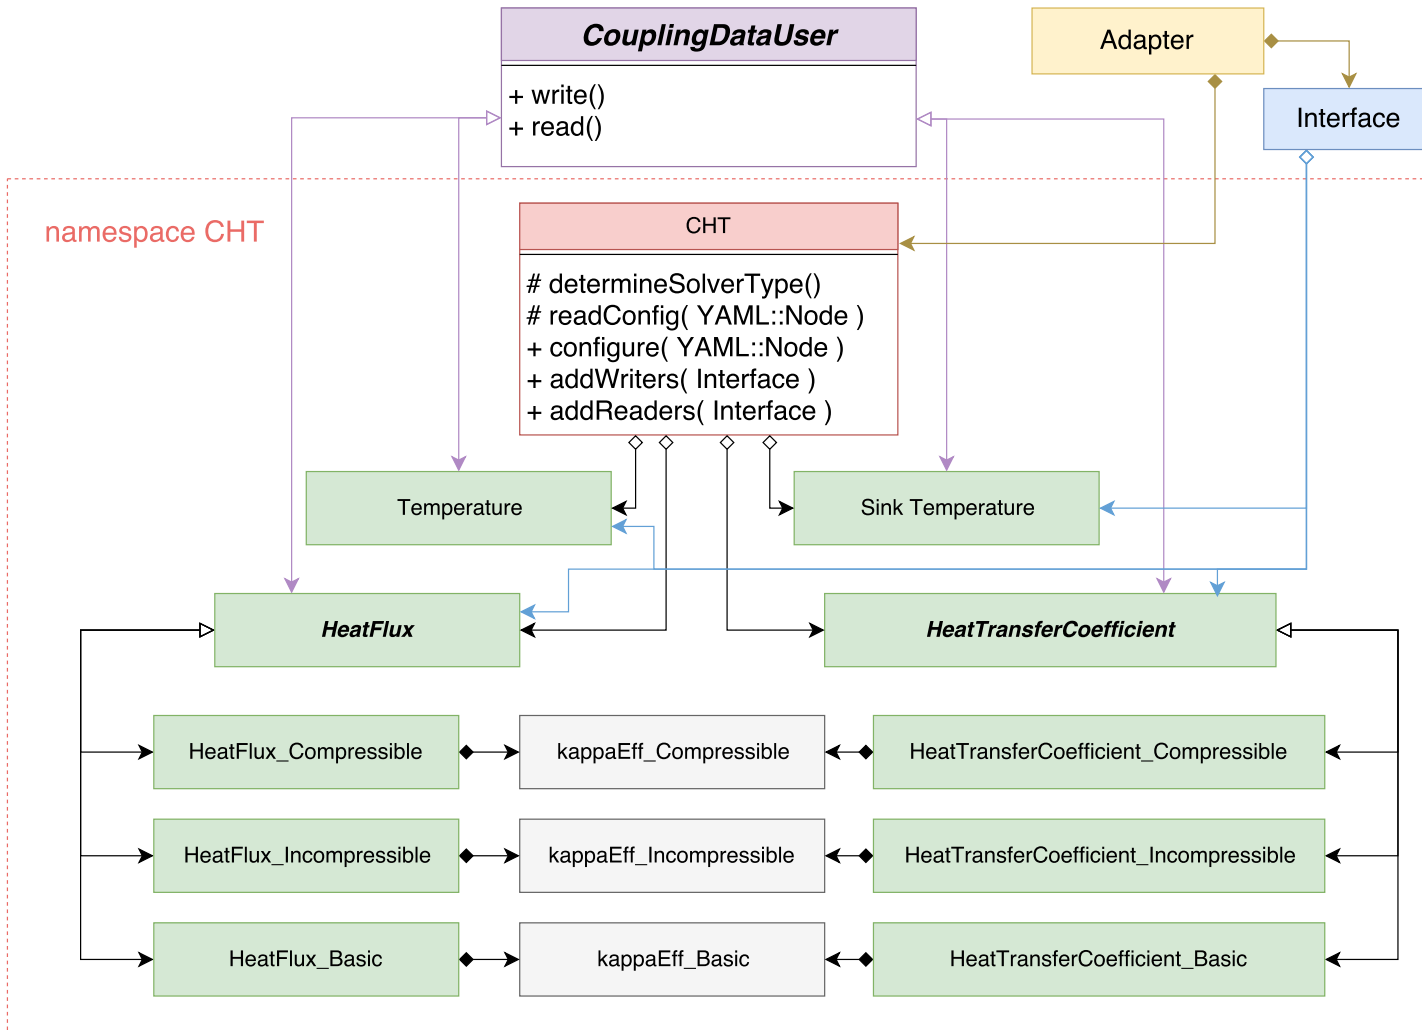 CouplingDataUser
+ write()
+ read()
Adapter
Interface
namespace CHT
CHT
# determineSolverType()
# readConfig( YAML::Node )
+ configure( YAML::Node )
+ addWriters( Interface )
+ addReaders( Interface )
Temperature
Sink Temperature
HeatFlux
HeatTransferCoefficient
HeatFlux_Compressible
kappaEff_Compressible
HeatTransferCoefficient_Compressible
HeatFlux_Incompressible
kappaEff_Incompressible
HeatTransferCoefficient_Incompressible
HeatFlux_Basic
kappaEff_Basic
HeatTransferCoefficient_Basic